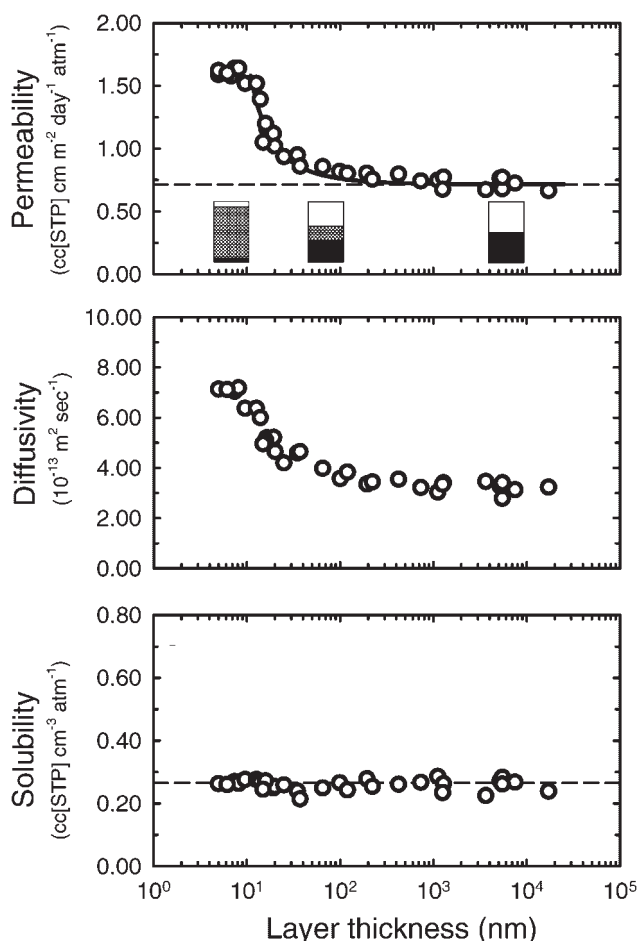 2.00
1.50
1.00
0.50
0.00
Permeability
(cc[STP] cm m⁻² day⁻¹ atm⁻¹)
10.00
8.00
6.00
4.00
2.00
0.00
Diffusivity
(10⁻¹³ m² sec⁻¹)
0.80
0.60
0.40
0.20
0.00
Solubility
(cc[STP] cm⁻³ atm⁻¹)
10⁰ 10¹ 10² 10³ 10⁴ 10⁵
Layer thickness (nm)